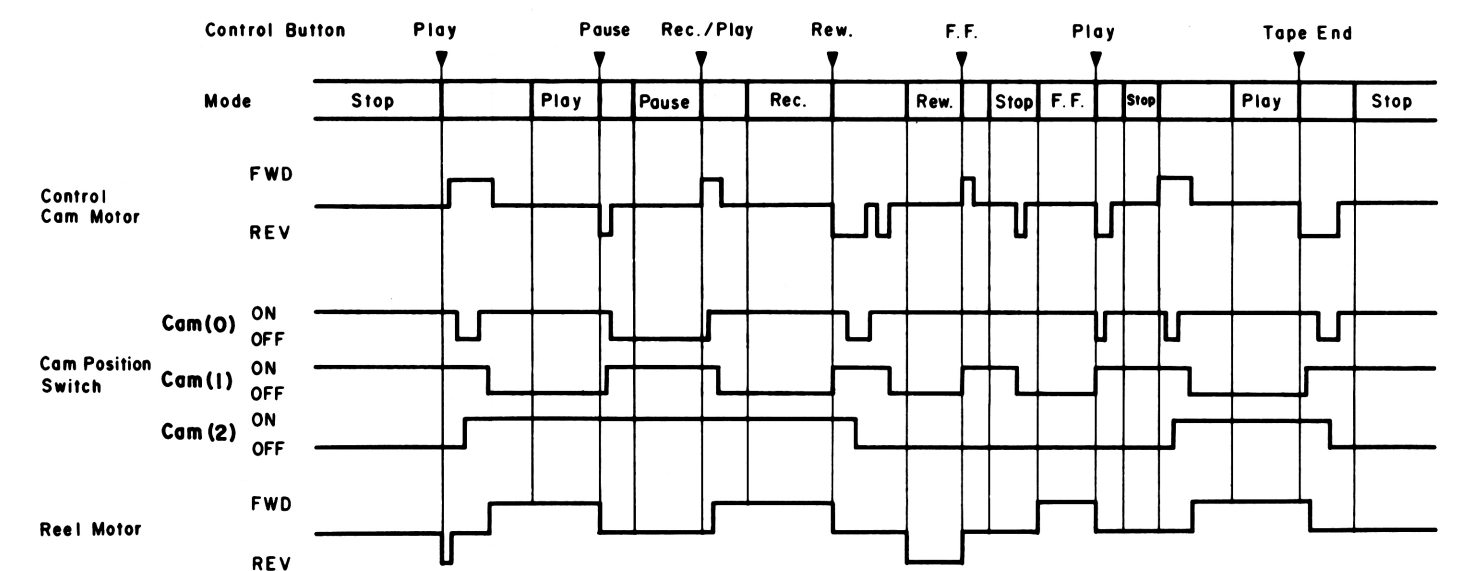 Control Button Play Pause Rec./Play Rew. F.F. Play Tape End
Mode Stop Play Pause Rec. Rew. Stop F.F. Stop Play Stop
FWD
Control
Cam Motor
REV
Cam(0) ON
OFF
Cam Position
Switch
Cam(1) ON
OFF
Cam(2) ON
OFF
FWD
Reel Motor
REV